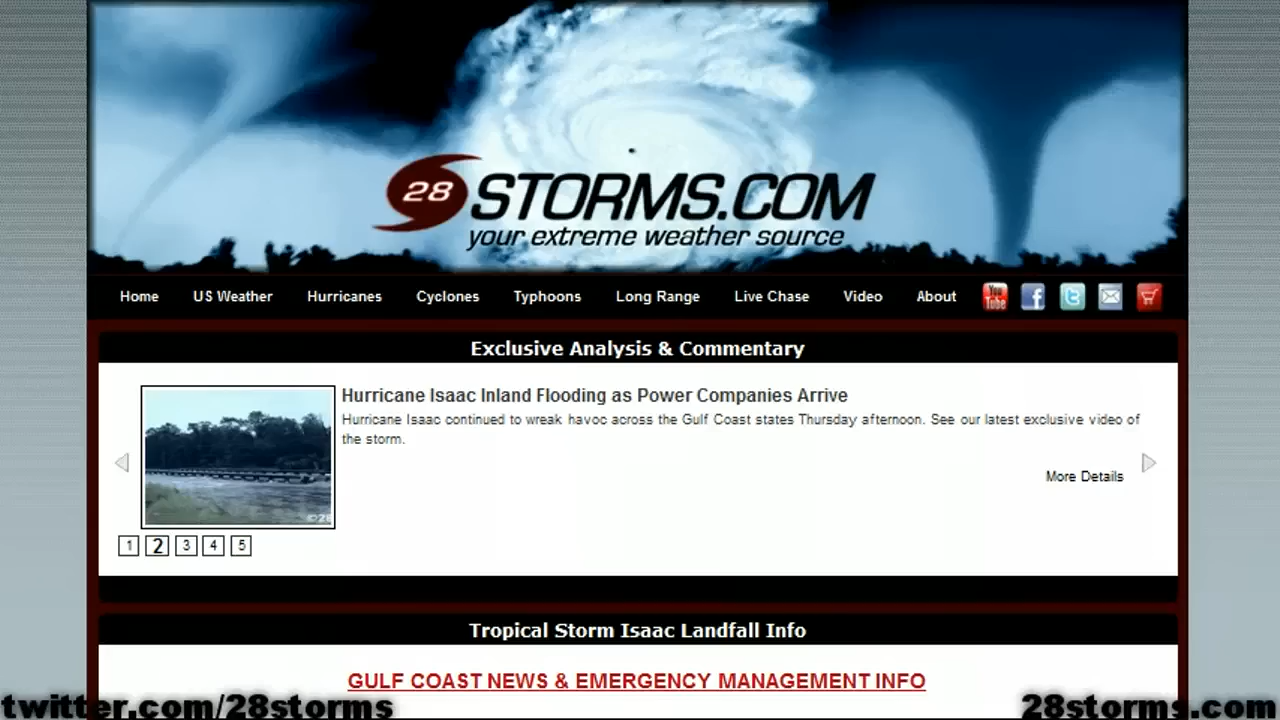 28 STORMS.COM
your extreme weather source
Home US Weather Hurricanes Cyclones Typhoons Long Range Live Chase Video About You Tube
Exclusive Analysis & Commentary
Hurricane Isaac Inland Flooding as Power Companies Arrive
Hurricane Isaac continued to wreak havoc across the Gulf Coast states Thursday afternoon. See our latest exclusive video of
the storm.
More Details
1 2 3 4 5
Tropical Storm Isaac Landfall Info
GULF COAST NEWS & EMERGENCY MANAGEMENT INFO
twitter.com/28storms 28storms.com